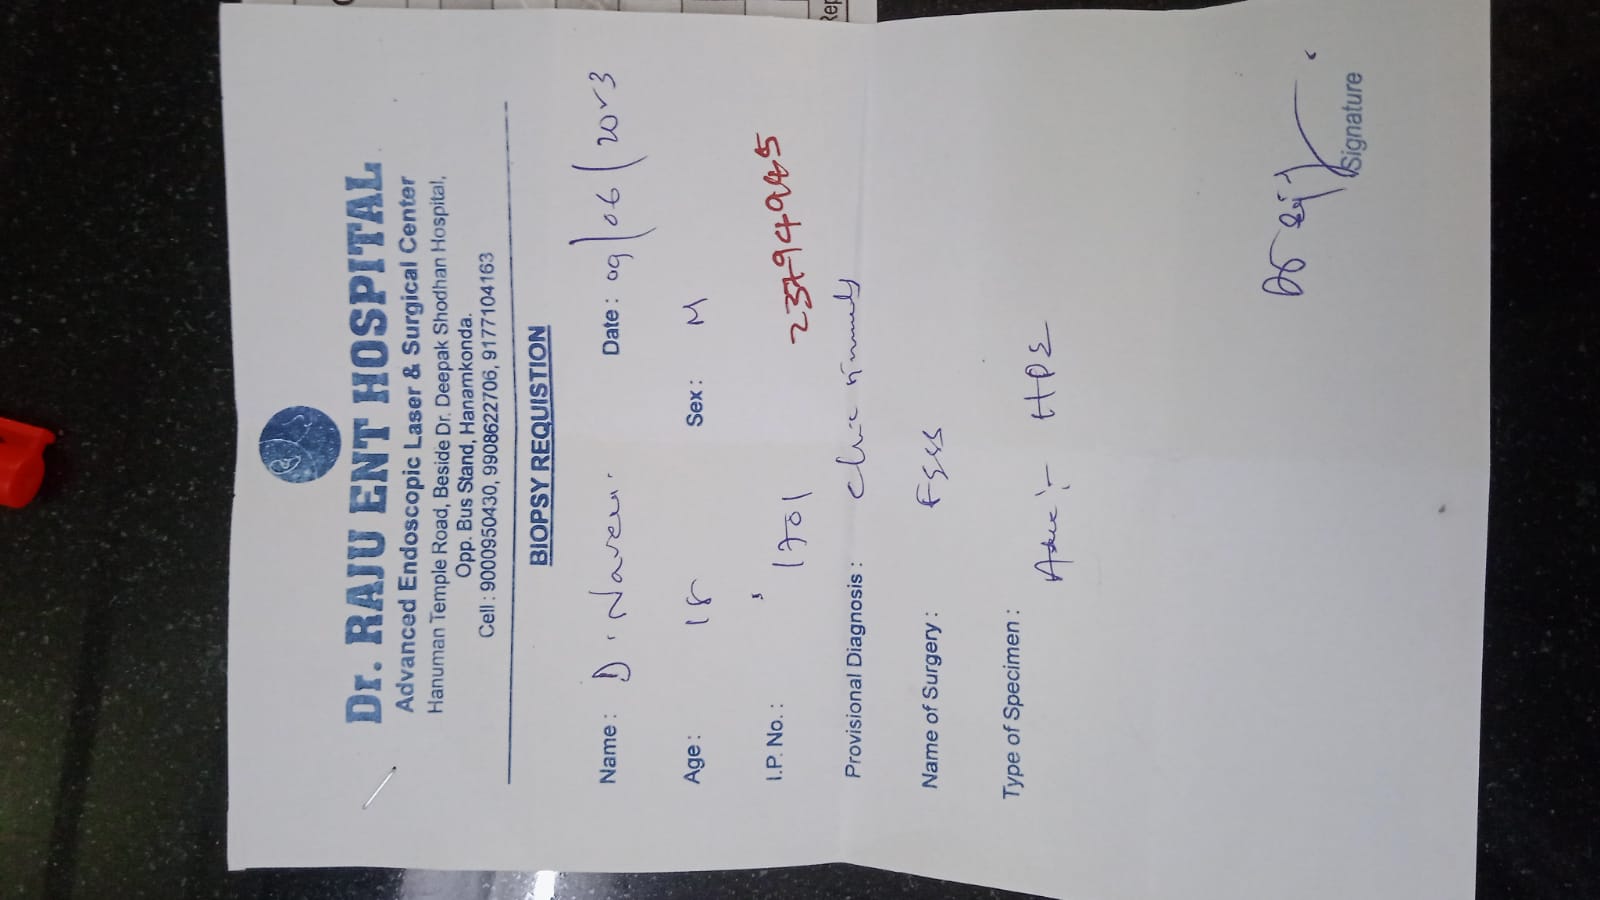 Dr. RAJU ENT HOSPITAL
Advanced Endoscopic Laser & Surgical Center
Hanuman Temple Road, Beside Dr. Deepak Shodhan Hospital,
Opp. Bus Stand, Hanamkonda.
Cell : 9000950430, 9908622706, 9177104163
BIOPSY REQUISTION
Name : D. Naveen. Date : 09/06/2023
Age : 18 Sex : M
I.P. No. : 1701
Provisional Diagnosis :
Name of Surgery : FESS
Type of Specimen :
HPE
Signature
Rep